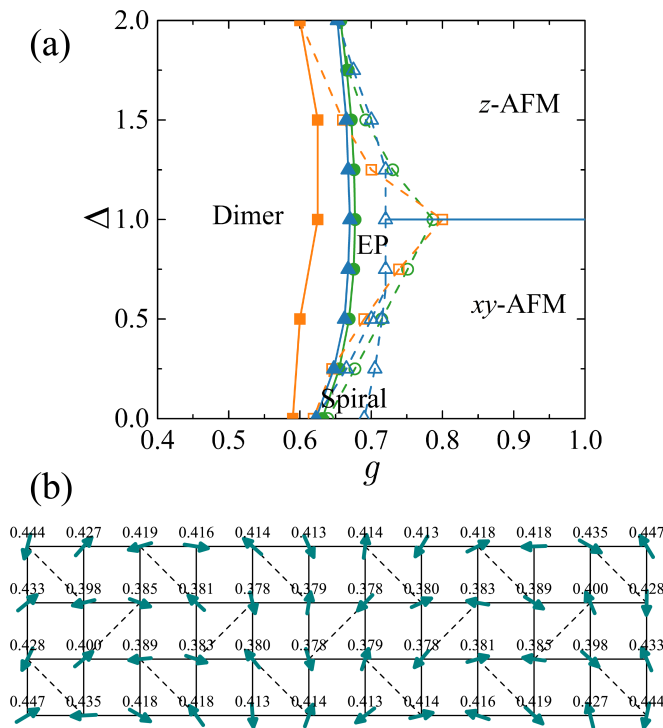 (a)
2.0
1.5
1.0
0.5
0.0
Δ
z-AFM
Dimer
EP
xy-AFM
Spiral
0.4 0.5 0.6 0.7 0.8 0.9 1.0
g
(b)
0.444 0.427 0.419 0.416 0.414 0.413 0.414 0.413 0.418 0.418 0.435 0.447
0.433 0.398 0.385 0.381 0.378 0.379 0.378 0.380 0.383 0.389 0.400 0.428
0.428 0.400 0.389 0.383 0.380 0.378 0.379 0.378 0.381 0.385 0.398 0.433
0.447 0.435 0.418 0.418 0.413 0.414 0.413 0.414 0.416 0.419 0.427 0.444